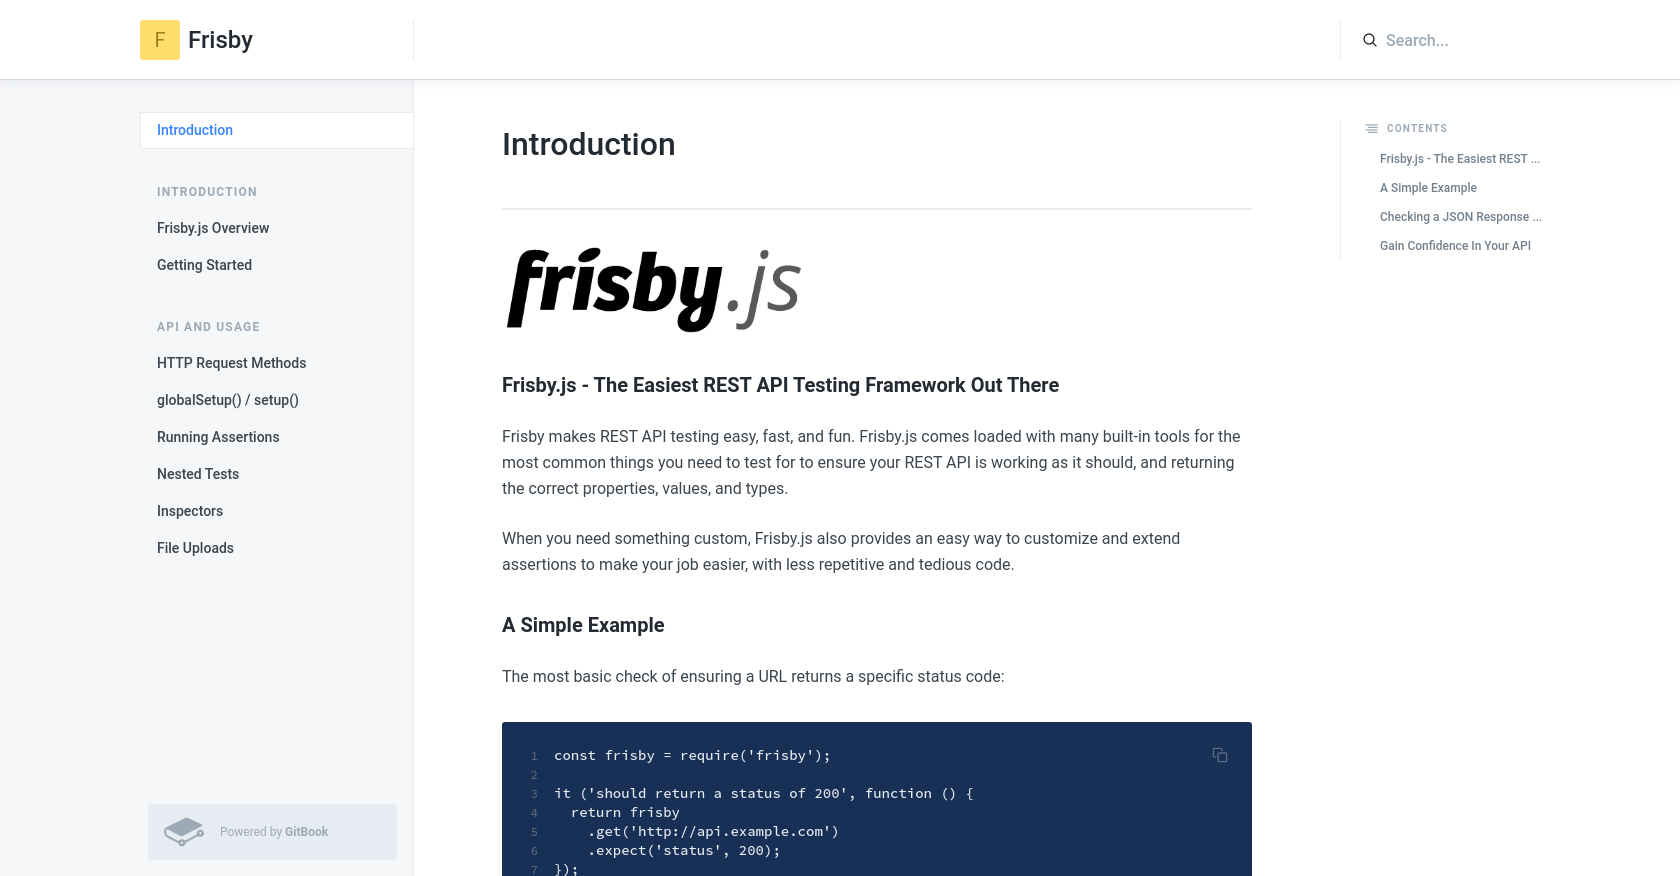 F Frisby
Search...
Introduction
INTRODUCTION
Frisby.js Overview
Getting Started
API AND USAGE
HTTP Request Methods
globalSetup() / setup()
Running Assertions
Nested Tests
Inspectors
File Uploads
Powered by GitBook
Introduction
frisby.js
Frisby.js - The Easiest REST API Testing Framework Out There
Frisby makes REST API testing easy, fast, and fun. Frisby.js comes loaded with many built-in tools for the
most common things you need to test for to ensure your REST API is working as it should, and returning
the correct properties, values, and types.
When you need something custom, Frisby.js also provides an easy way to customize and extend
assertions to make your job easier, with less repetitive and tedious code.
A Simple Example
The most basic check of ensuring a URL returns a specific status code:
1 const frisby = require('frisby');
2
3 it ('should return a status of 200', function () {
4   return frisby
5     .get('http://api.example.com')
6     .expect('status', 200);
7 });
CONTENTS
Frisby.js - The Easiest REST ...
A Simple Example
Checking a JSON Response ...
Gain Confidence In Your API